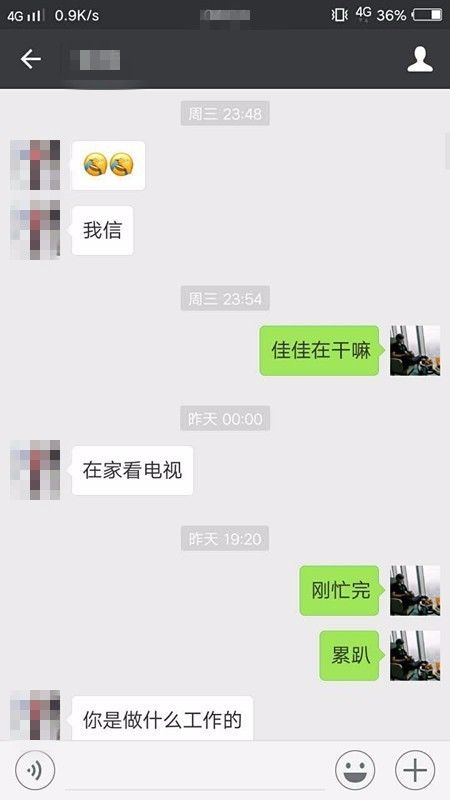 4G 0.9K/s 4G 36%
周三 23:48
我信
周三 23:54
佳佳在干嘛
昨天 00:00
在家看电视
昨天 19:20
刚忙完
累趴
你是做什么工作的